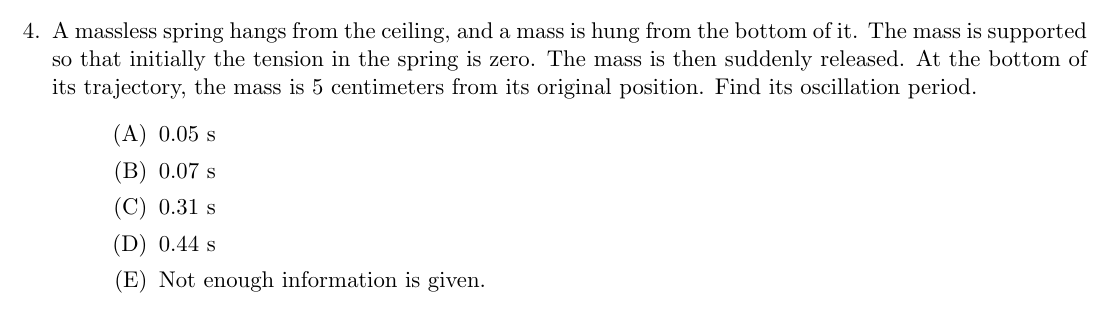 4. A massless spring hangs from the ceiling, and a mass is hung from the bottom of it. The mass is supported
so that initially the tension in the spring is zero. The mass is then suddenly released. At the bottom of
its trajectory, the mass is 5 centimeters from its original position. Find its oscillation period.
(A) 0.05 s
(B) 0.07 s
(C) 0.31 s
(D) 0.44 s
(E) Not enough information is given.